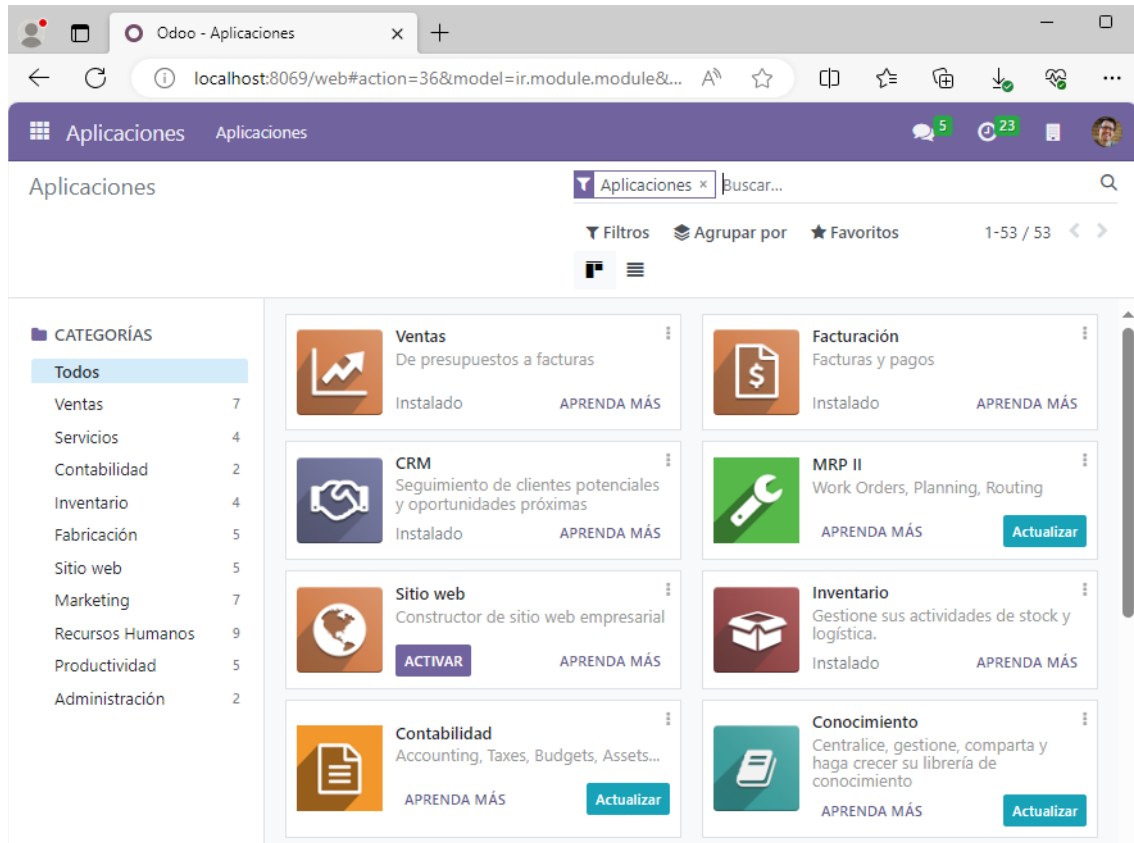 Odoo - Aplicaciones
localhost:8069/web#action=36&model=ir.module.module&...
Aplicaciones Aplicaciones 5 23
Aplicaciones
Aplicaciones × Buscar...
Filtros Agrupar por Favoritos 1-53 / 53
CATEGORÍAS
Todos
Ventas 7
Servicios 4
Contabilidad 2
Inventario 4
Fabricación 5
Sitio web 5
Marketing 7
Recursos Humanos 9
Productividad 5
Administración 2
Ventas
De presupuestos a facturas
Instalado APRENDA MÁS
Facturación
Facturas y pagos
Instalado APRENDA MÁS
CRM
Seguimiento de clientes potenciales
y oportunidades próximas
Instalado APRENDA MÁS
MRP II
Work Orders, Planning, Routing
APRENDA MÁS Actualizar
Sitio web
Constructor de sitio web empresarial
ACTIVAR APRENDA MÁS
Inventario
Gestione sus actividades de stock y
logística.
Instalado APRENDA MÁS
Contabilidad
Accounting, Taxes, Budgets, Assets...
APRENDA MÁS Actualizar
Conocimiento
Centralice, gestione, comparta y
haga crecer su librería de
conocimiento
APRENDA MÁS Actualizar